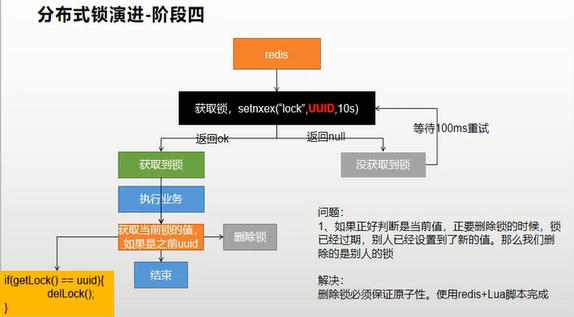 分布式锁演进-阶段四
redis
获取锁，setnxex("lock",UUID,10s)
返回ok
返回null
等待100ms重试
获取到锁
没获取到锁
执行业务
获取当前锁的值，
如果是之前uuid
删除锁
结束
if(getLock() == uuid){
delLock();
}
问题：
1、如果正好判断是当前值，正要删除锁的时候，锁
已经过期，别人已经设置到了新的值。那么我们删
除的是别人的锁
解决：
删除锁必须保证原子性。使用redis+Lua脚本完成